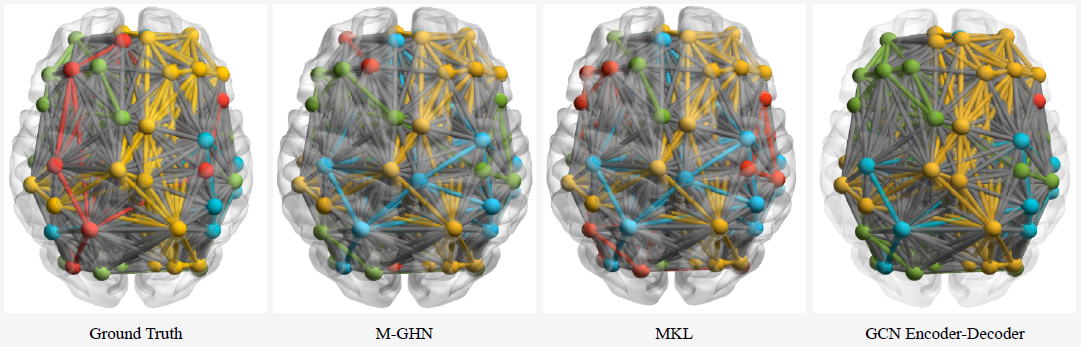 Ground Truth
M-GHN
MKL
GCN Encoder-Decoder